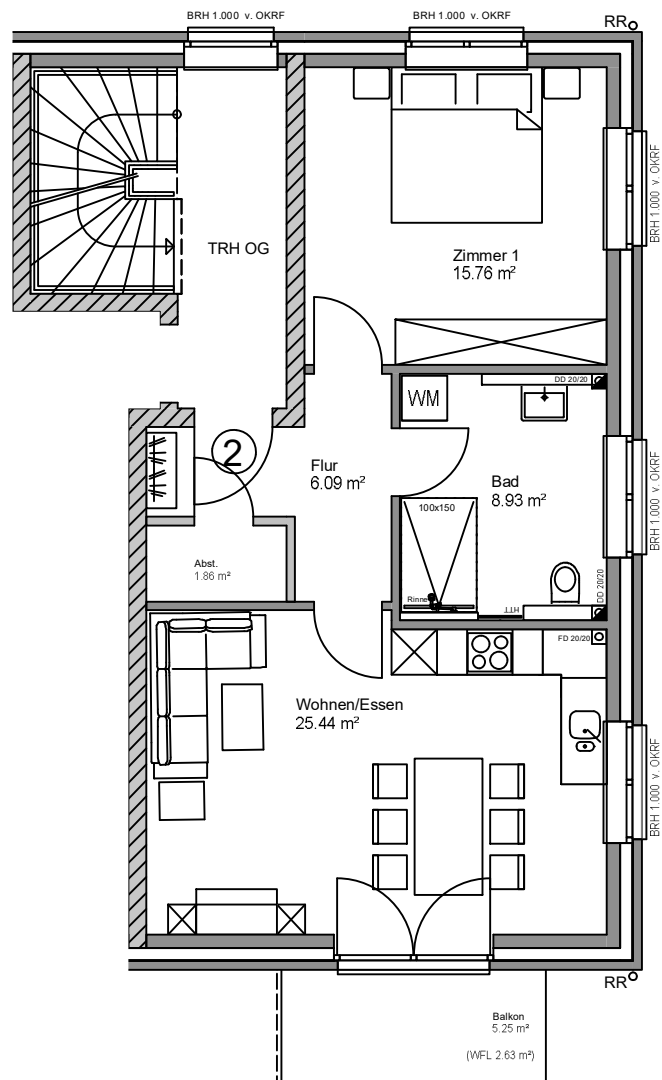 BRH 1.000 v. OKRF
BRH 1.000 v. OKRF
RR
BRH 1.000 v. OKRF
TRH OG
Zimmer 1
15.76 m²
DD 20/20
WM
2
Flur
6.09 m²
Bad
8.93 m²
BRH 1.000 v. OKRF
100x150
Abst.
1.86 m²
Rinne
HTT
DD 20/20
FD 20/20
Wohnen/Essen
25.44 m²
BRH 1.000 v. OKRF
RR
Balkon
5.25 m²
(WFL 2.63 m²)